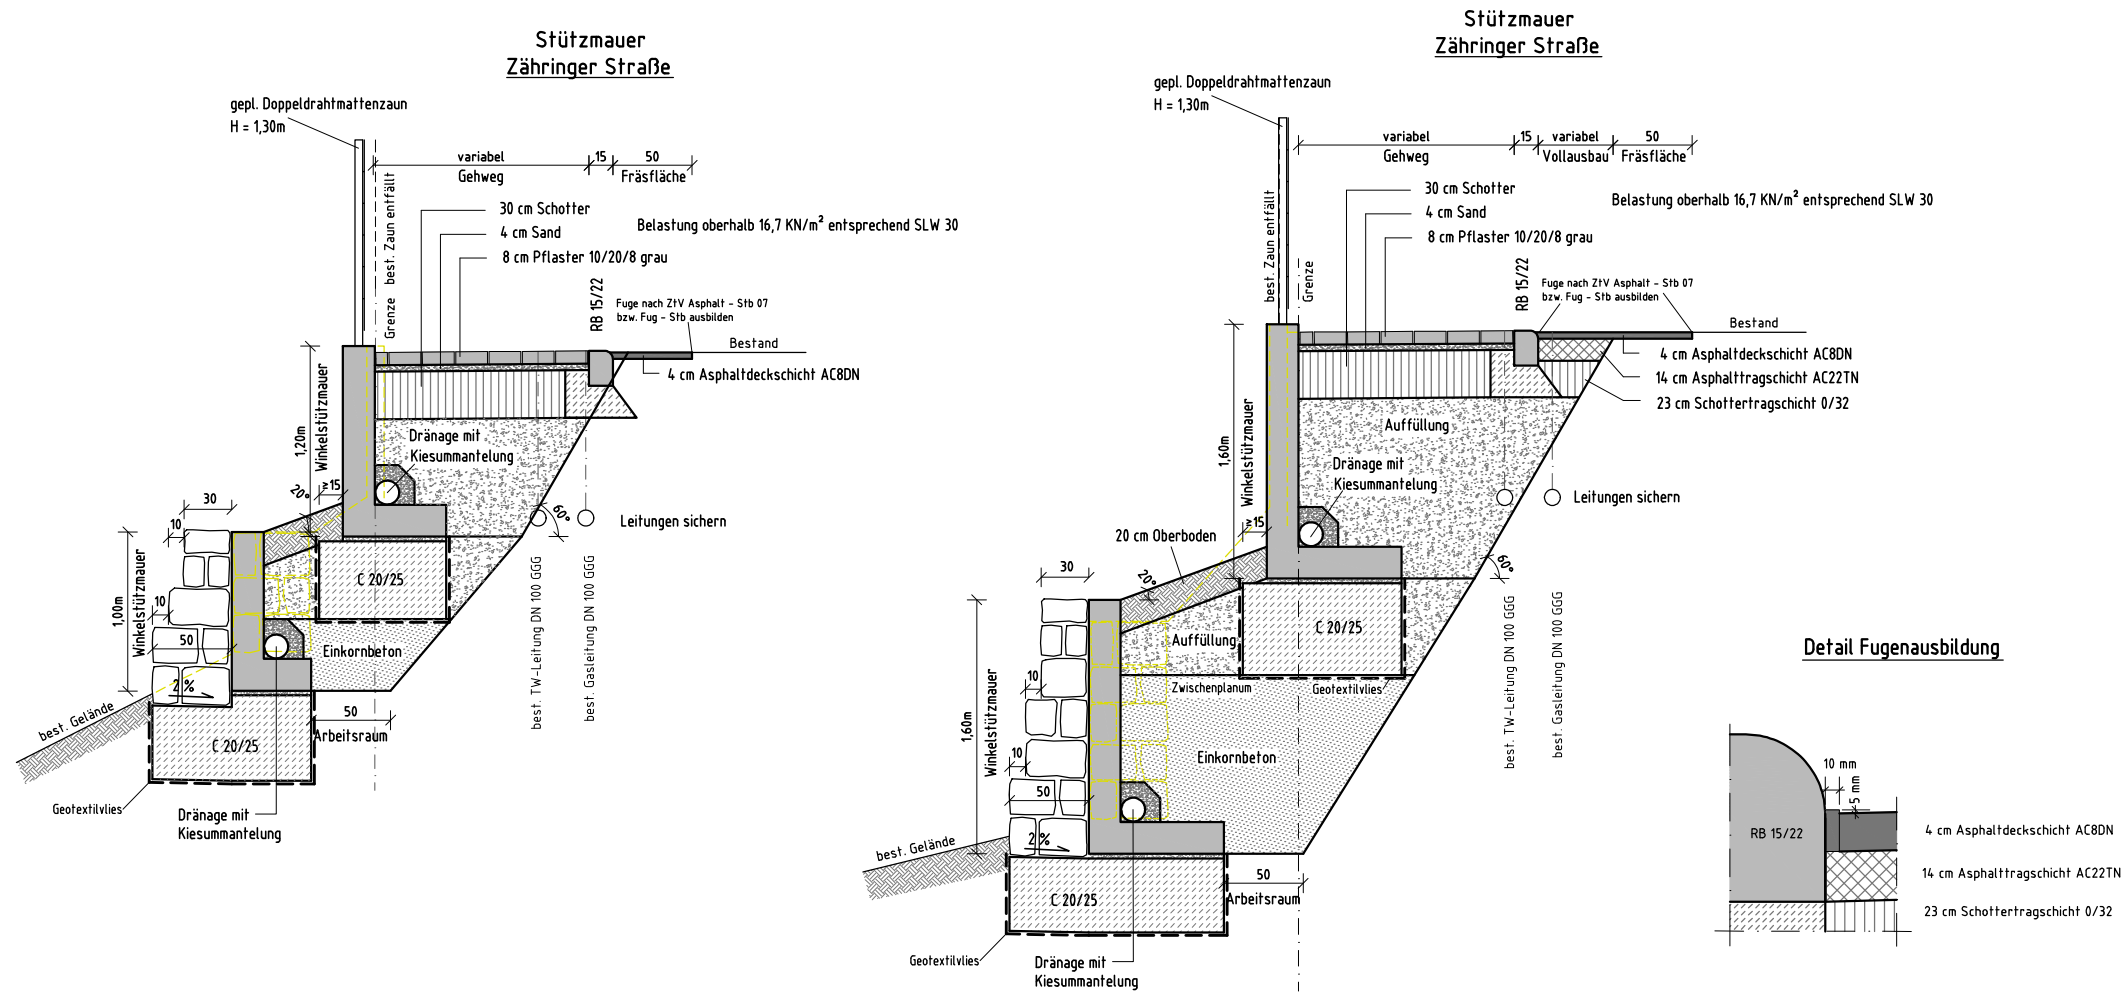 Stützmauer
Zähringer Straße
gepl. Doppeldrahtmattenzaun
H = 1,30m
variabel
15
50
Gehweg
Fräsfläche
best. Zaun entfällt
Grenze
30 cm Schotter
4 cm Sand
8 cm Pflaster 10/20/8 grau
Belastung oberhalb 16,7 KN/m² entsprechend SLW 30
RB 15/22
Fuge nach ZtV Asphalt - Stb 07
bzw. Fug - Stb ausbilden
Bestand
4 cm Asphaltdeckschicht AC8DN
1,20m
Winkelstützmauer
Dränage mit
Kiesummantelung
20°
≥15
60°
Leitungen sichern
30
10
1,00m
Winkelstützmauer
10
50
C 20/25
Einkornbeton
2 %
best. Gelände
50
Arbeitsraum
C 20/25
Geotextilvlies
Dränage mit
Kiesummantelung
best. TW-Leitung DN 100 GGG
best. Gasleitung DN 100 GGG
Stützmauer
Zähringer Straße
gepl. Doppeldrahtmattenzaun
H = 1,30m
variabel
15
variabel
50
Gehweg
Vollausbau
Fräsfläche
best. Zaun entfällt
Grenze
30 cm Schotter
4 cm Sand
8 cm Pflaster 10/20/8 grau
Belastung oberhalb 16,7 KN/m² entsprechend SLW 30
RB 15/22
Fuge nach ZtV Asphalt - Stb 07
bzw. Fug - Stb ausbilden
Bestand
4 cm Asphaltdeckschicht AC8DN
14 cm Asphalttragschicht AC22TN
23 cm Schottertragschicht 0/32
Auffüllung
1,60m
Winkelstützmauer
Dränage mit
Kiesummantelung
Leitungen sichern
≥15
20 cm Oberboden
20°
60°
30
C 20/25
Auffüllung
Zwischenplanum
Geotextilvlies
10
1,60m
Winkelstützmauer
10
50
Einkornbeton
2 %
best. Gelände
50
Arbeitsraum
C 20/25
Geotextilvlies
Dränage mit
Kiesummantelung
best. TW-Leitung DN 100 GGG
best. Gasleitung DN 100 GGG
Detail Fugenausbildung
10 mm
5 mm
RB 15/22
4 cm Asphaltdeckschicht AC8DN
14 cm Asphalttragschicht AC22TN
23 cm Schottertragschicht 0/32